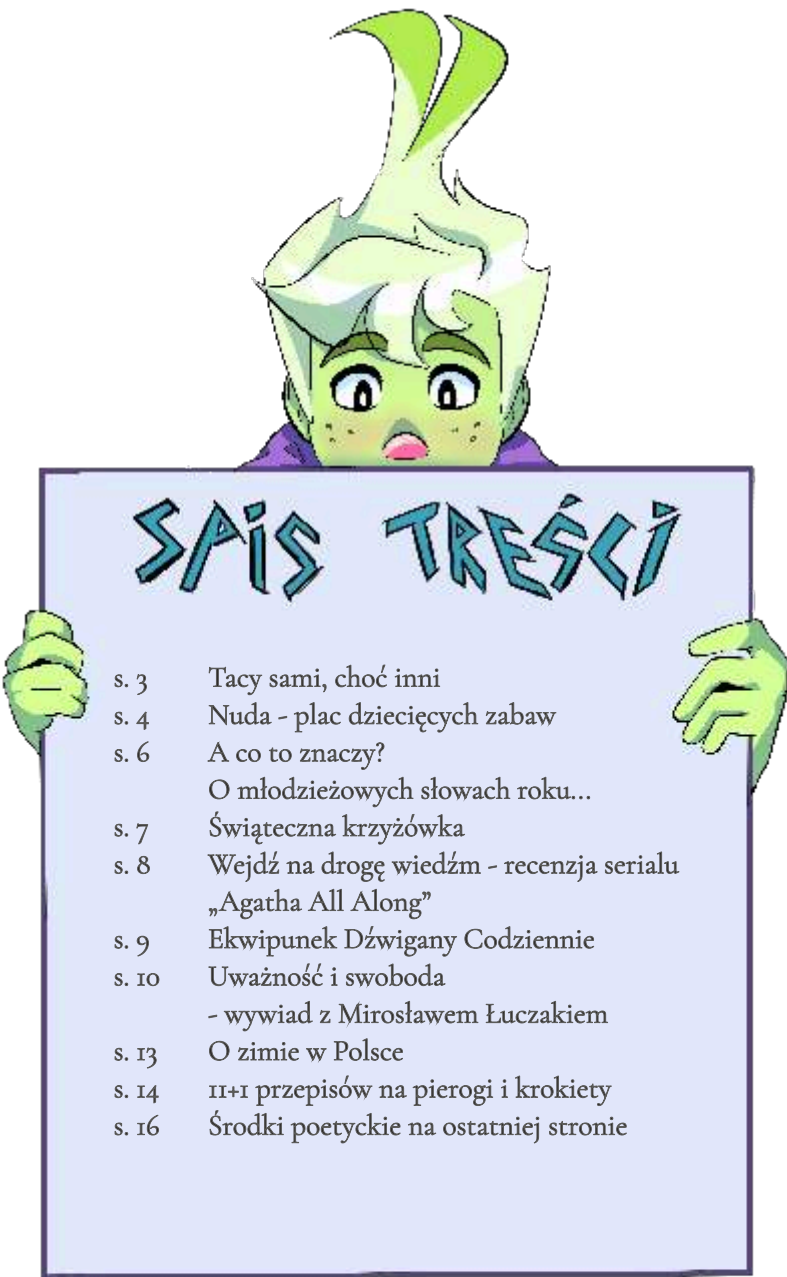 SPIS TREŚCI
s. 3 Tacy sami, choć inni
s. 4 Nuda - plac dziecięcych zabaw
s. 6 A co to znaczy?
O młodzieżowych słowach roku...
s. 7 Świąteczna krzyżówka
s. 8 Wejdź na drogę wiedźm - recenzja serialu
„Agatha All Along”
s. 9 Ekwipunek Dźwigany Codziennie
s. 10 Uważność i swoboda
- wywiad z Mirosławem Łuczakiem
s. 13 O zimie w Polsce
s. 14 11+1 przepisów na pierogi i krokiety
s. 16 Środki poetyckie na ostatniej stronie